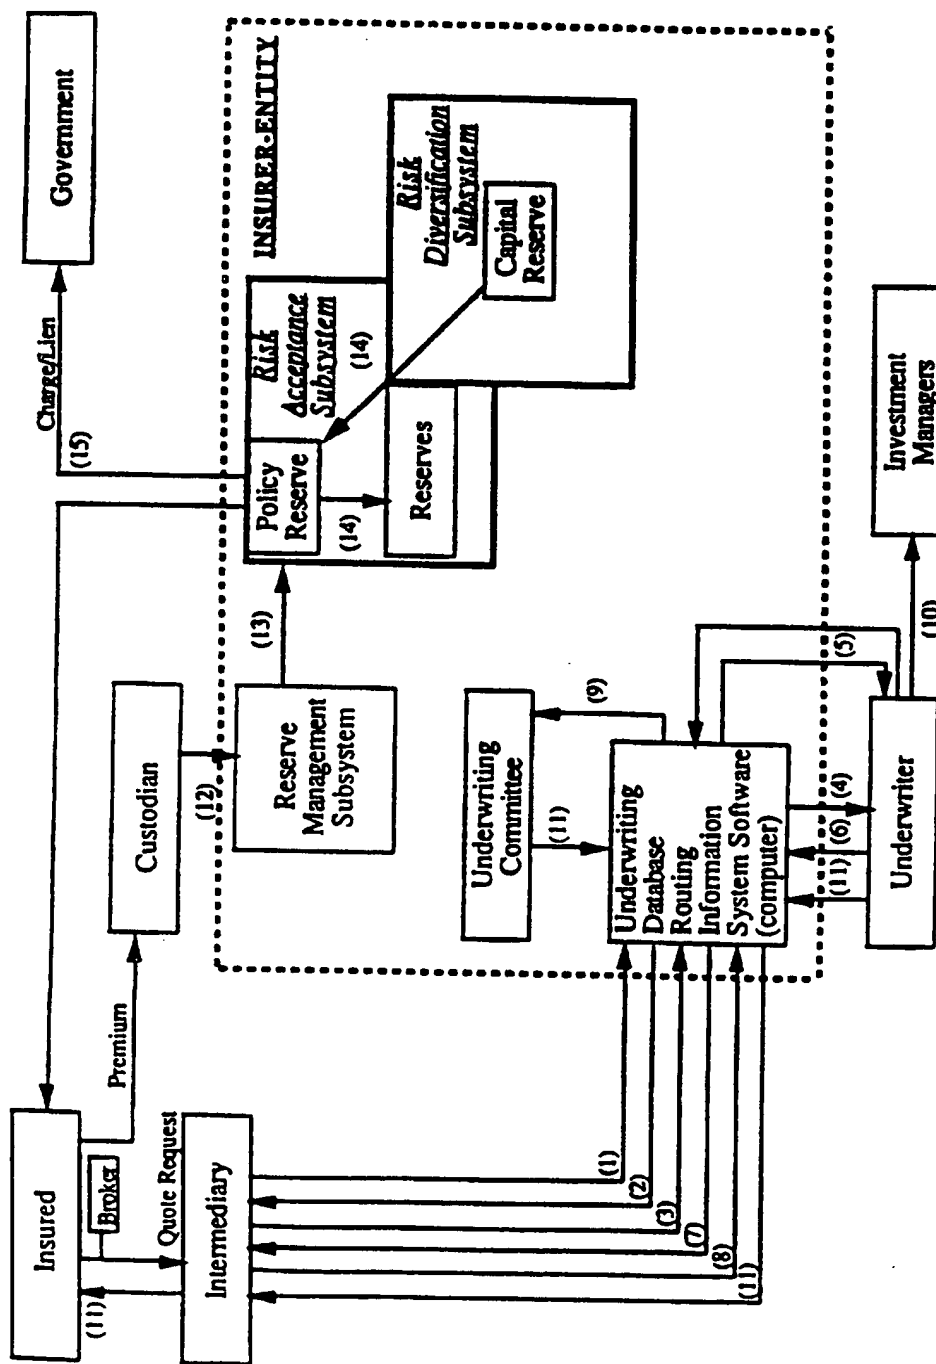 Insured
Broker
(11)
Quote Request
Intermediary
Premium
Custodian
(12)
Charge/Lien
(15)
Government
INSURER-ENTITY
Reserve
Management
Subsystem
(13)
Policy
Reserve
Risk
Acceptance
Subsystem
(14)
(14)
Reserves
Risk
Diversification
Subsystem
Capital
Reserve
Underwriting
Committee
(9)
(11)
Underwriting
Database
Routing
Information
System Software
(computer)
(1)
(2)
(3)
(7)
(8)
(11)
(4)
(6)
(11)
(5)
Underwriter
(10)
Investment
Managers